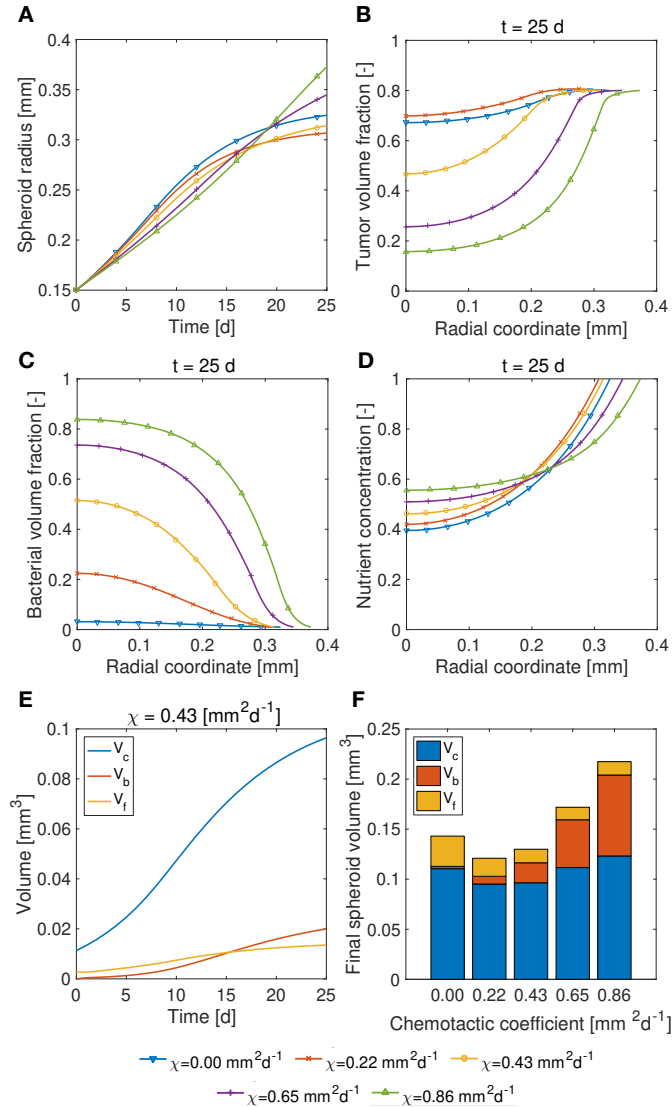 A
Spheroid radius [mm]
0.4
0.35
0.3
0.25
0.2
0.15
0 5 10 15 20 25
Time [d]
B
t = 25 d
Tumor volume fraction [-]
1
0.8
0.6
0.4
0.2
0
0 0.1 0.2 0.3 0.4
Radial coordinate [mm]
C
t = 25 d
Bacterial volume fraction [-]
1
0.8
0.6
0.4
0.2
0
0 0.1 0.2 0.3 0.4
Radial coordinate [mm]
D
t = 25 d
Nutrient concentration [-]
1
0.8
0.6
0.4
0.2
0
0 0.1 0.2 0.3 0.4
Radial coordinate [mm]
E
χ = 0.43 [mm²d⁻¹]
Volume [mm³]
0.1
0.08
0.06
0.04
0.02
0
V_c
V_b
V_f
0 5 10 15 20 25
Time [d]
F
Final spheroid volume [mm³]
0.25
0.2
0.15
0.1
0.05
0
V_c
V_b
V_f
0.00 0.22 0.43 0.65 0.86
Chemotactic coefficient [mm ²d⁻¹]
χ=0.00 mm²d⁻¹ χ=0.22 mm²d⁻¹ χ=0.43 mm²d⁻¹
χ=0.65 mm²d⁻¹ χ=0.86 mm²d⁻¹